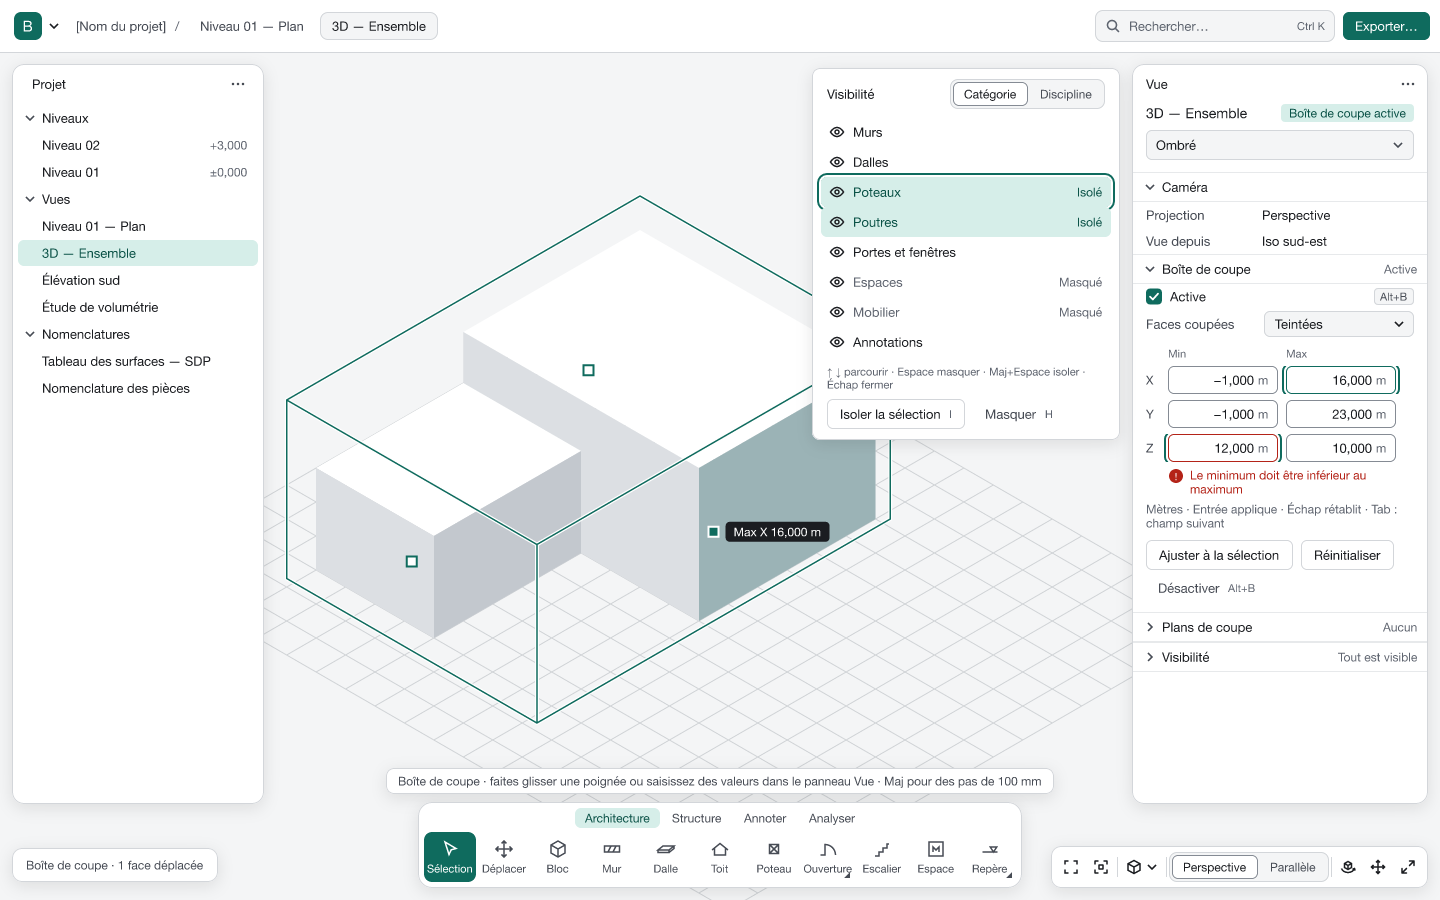 B [Nom du projet] / Niveau 01 — Plan 3D — Ensemble Rechercher… Ctrl K Exporter…
Projet
Niveaux
Niveau 02 +3,000
Niveau 01 ±0,000
Vues
Niveau 01 — Plan
3D — Ensemble
Élévation sud
Étude de volumétrie
Nomenclatures
Tableau des surfaces — SDP
Nomenclature des pièces
Visibilité Catégorie Discipline
Murs
Dalles
Poteaux Isolé
Poutres Isolé
Portes et fenêtres
Espaces Masqué
Mobilier Masqué
Annotations
↑ ↓ parcourir · Espace masquer · Maj+Espace isoler ·
Échap fermer
Isoler la sélection I Masquer H
Max X 16,000 m
Vue
3D — Ensemble Boîte de coupe active
Ombré
Caméra
Projection Perspective
Vue depuis Iso sud-est
Boîte de coupe Active
Active Alt+B
Faces coupées Teintées
Min Max
X −1,000 m 16,000 m
Y −1,000 m 23,000 m
Z 12,000 m 10,000 m
Le minimum doit être inférieur au
maximum
Mètres · Entrée applique · Échap rétablit · Tab :
champ suivant
Ajuster à la sélection Réinitialiser
Désactiver Alt+B
Plans de coupe Aucun
Visibilité Tout est visible
Boîte de coupe · faites glisser une poignée ou saisissez des valeurs dans le panneau Vue · Maj pour des pas de 100 mm
Architecture Structure Annoter Analyser
Sélection Déplacer Bloc Mur Dalle Toit Poteau Ouverture Escalier Espace Repère
Boîte de coupe · 1 face déplacée
Perspective Parallèle